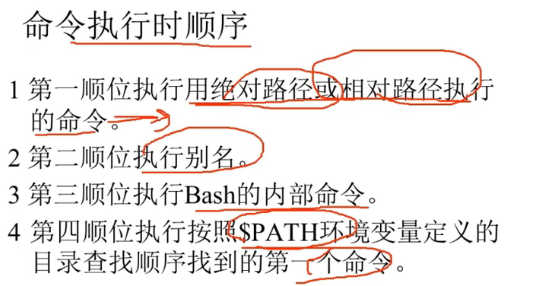 命令执行时顺序
1 第一顺位执行用绝对路径或相对路径执行
的命令。
2 第二顺位执行别名。
3 第三顺位执行Bash的内部命令。
4 第四顺位执行按照$PATH环境变量定义的
目录查找顺序找到的第一个命令。